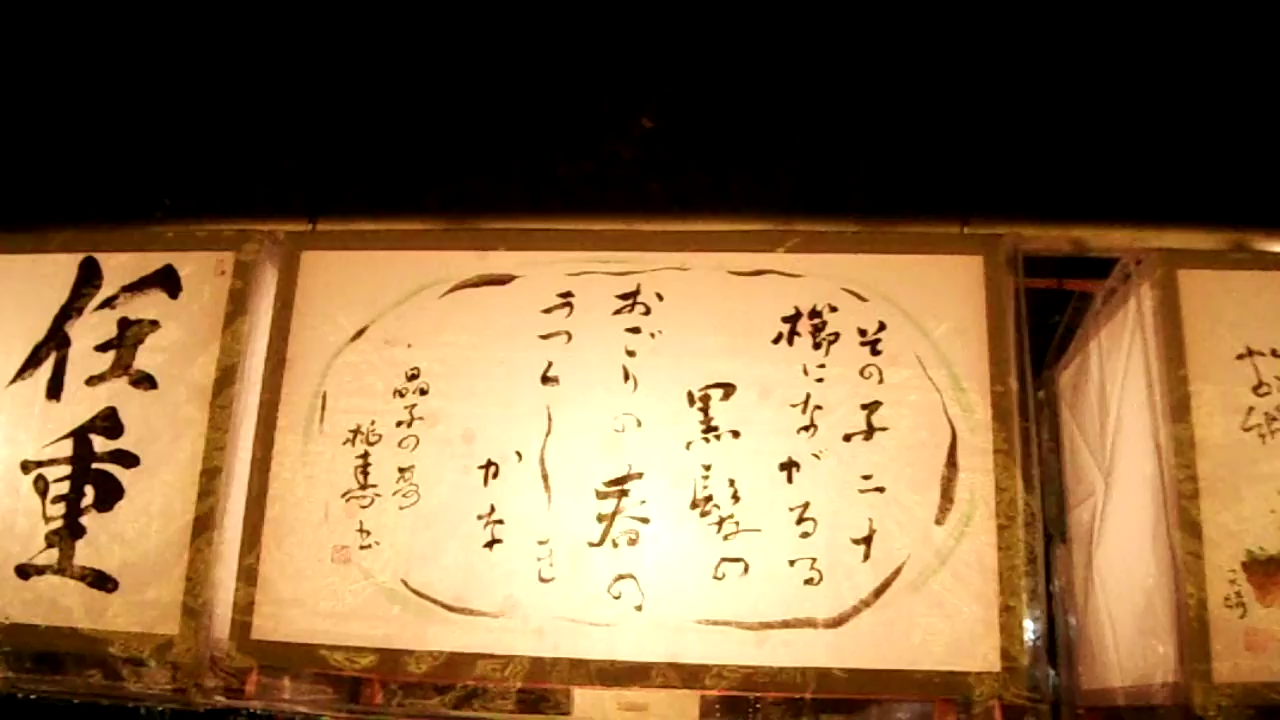 その子二十
櫛にながるる
黒髪の
おごりの春の
うつくしき
かな
晶子の夢
任重